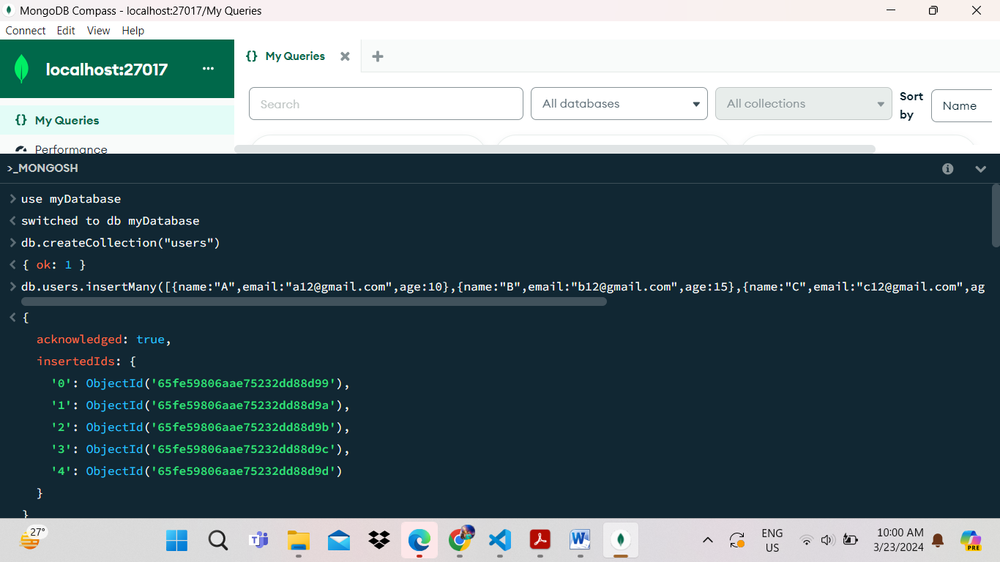 MongoDB Compass - localhost:27017/My Queries
Connect Edit View Help
localhost:27017 ...
{} My Queries
Search
All databases
All collections
Sort by
Name
{} My Queries
Performance
>_MONGOSH
> use myDatabase
< switched to db myDatabase
> db.createCollection("users")
< { ok: 1 }
> db.users.insertMany([{name:"A",email:"a12@gmail.com",age:10},{name:"B",email:"b12@gmail.com",age:15},{name:"C",email:"c12@gmail.com",ag
< {
acknowledged: true,
insertedIds: {
'0': ObjectId('65fe59806aae75232dd88d99'),
'1': ObjectId('65fe59806aae75232dd88d9a'),
'2': ObjectId('65fe59806aae75232dd88d9b'),
'3': ObjectId('65fe59806aae75232dd88d9c'),
'4': ObjectId('65fe59806aae75232dd88d9d')
}
}
27°
ENG
US
10:00 AM
3/23/2024
PRE